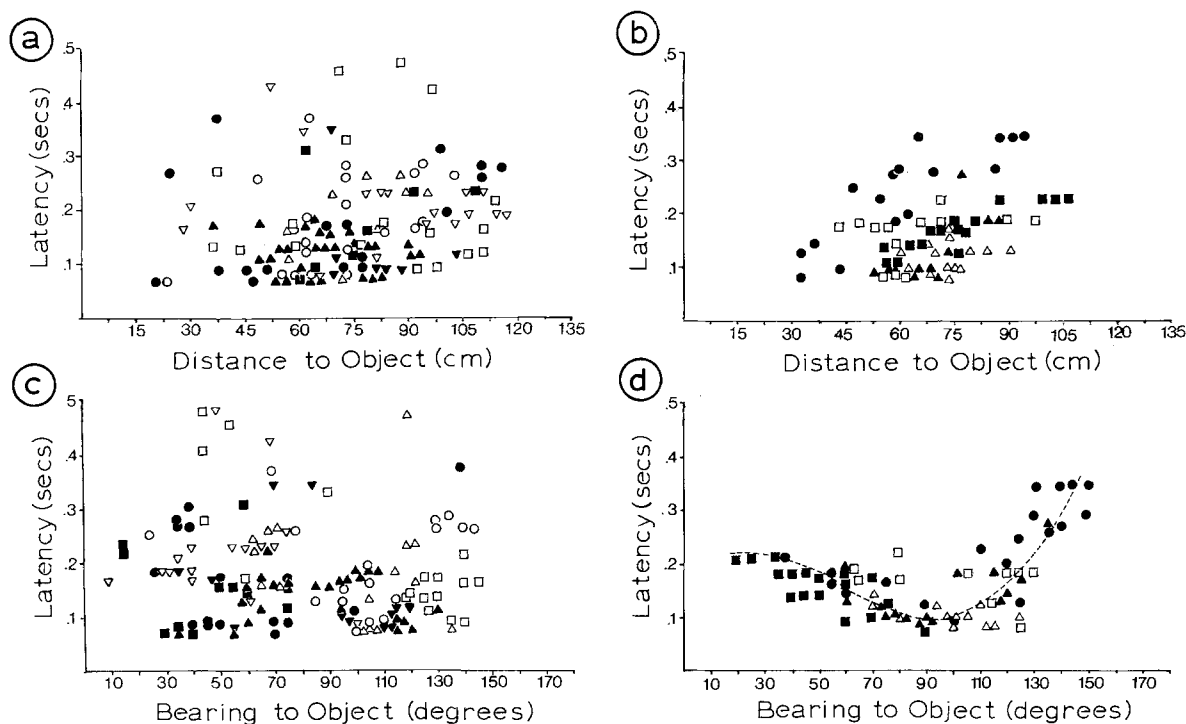 a
b
.5
.4
.3
.2
.1
Latency (secs)
15 30 45 60 75 90 105 120 135
Distance to Object (cm)
.5
.4
.3
.2
.1
Latency (secs)
15 30 45 60 75 90 105 120 135
Distance to Object (cm)
c
d
.5
.4
.3
.2
.1
Latency (secs)
10 30 50 70 90 110 130 150 170
Bearing to Object (degrees)
.5
.4
.3
.2
.1
Latency (secs)
10 30 50 70 90 110 130 150 170
Bearing to Object (degrees)